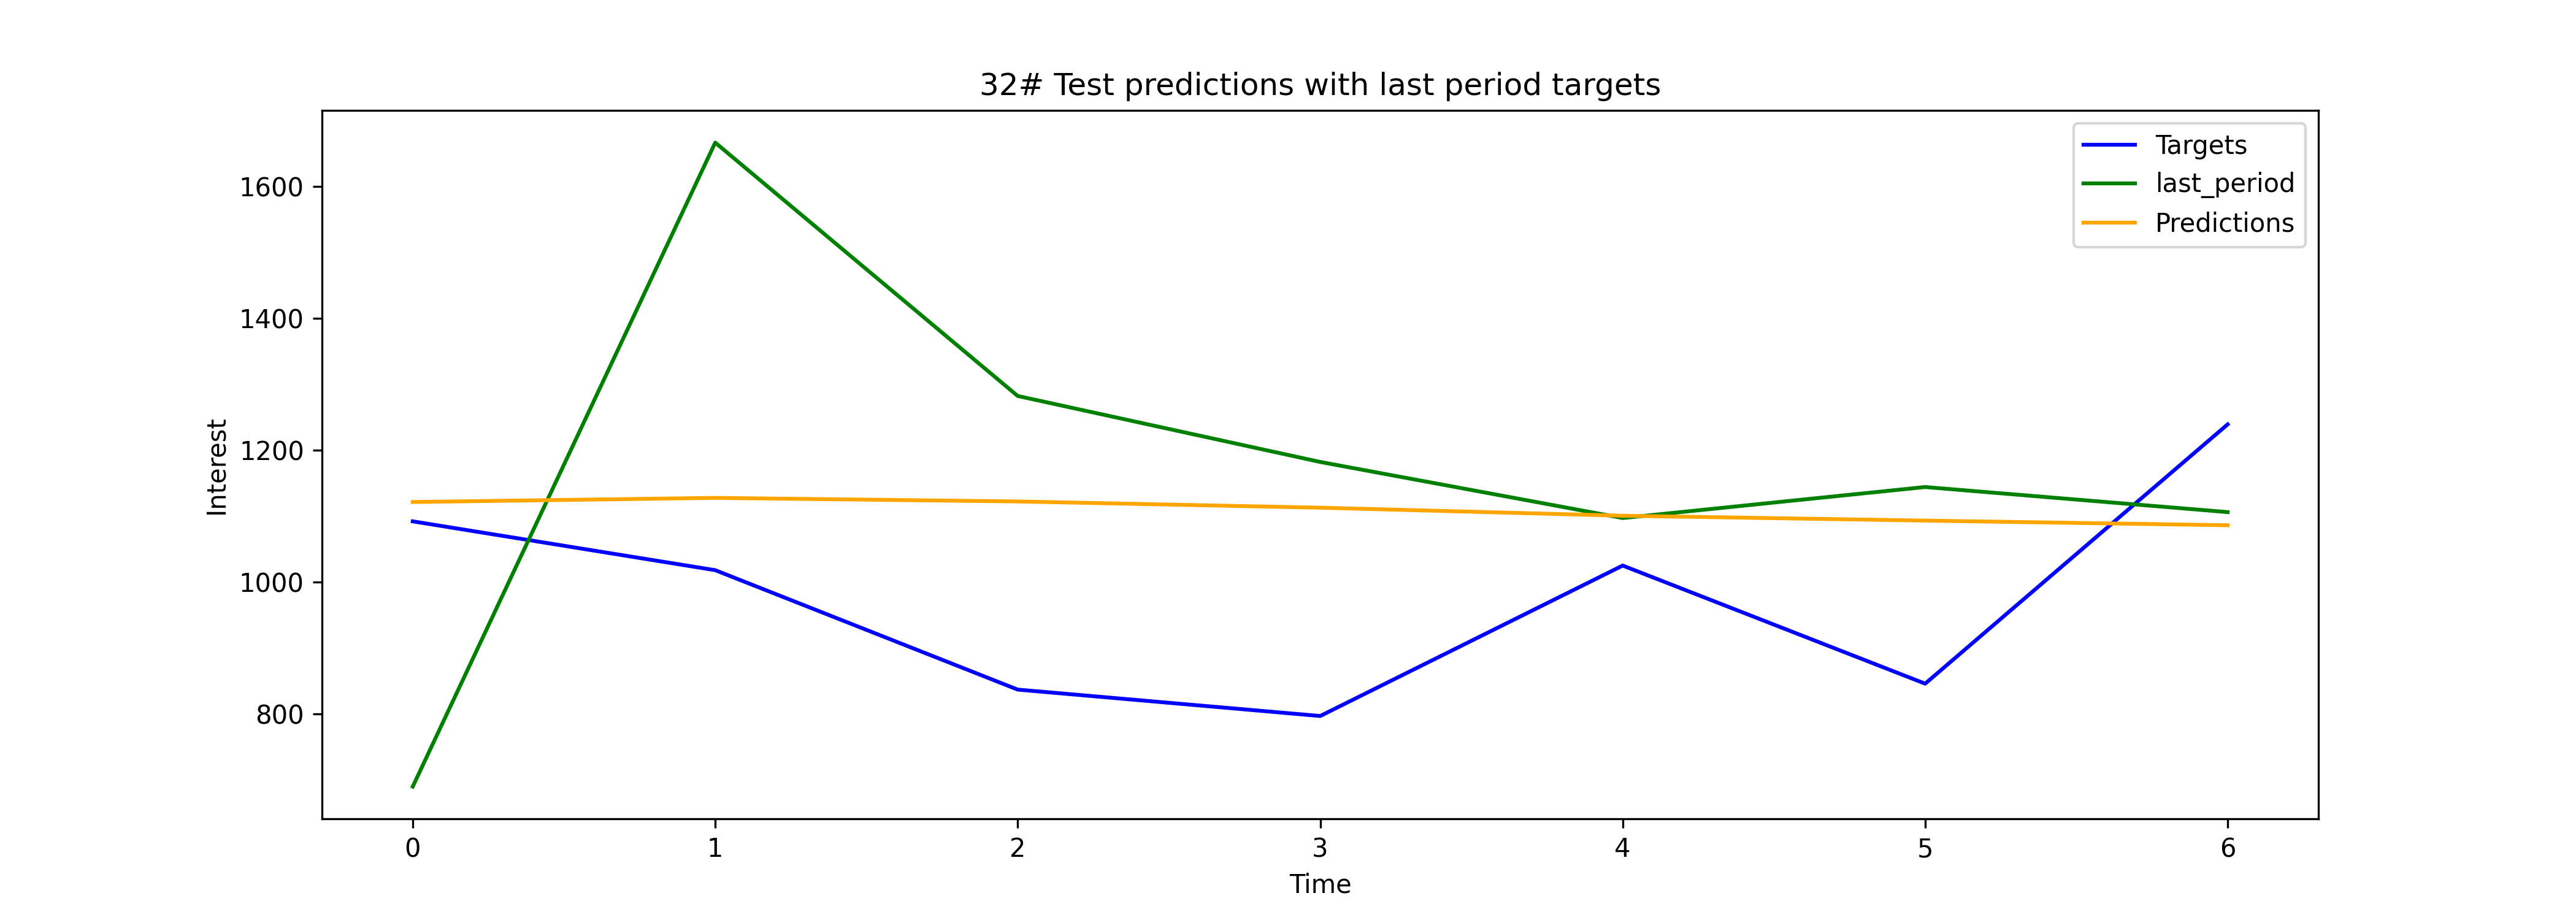 32# Test predictions with last period targets
Targets
last_period
Predictions
Interest
1600
1400
1200
1000
800
0 1 2 3 4 5 6
Time